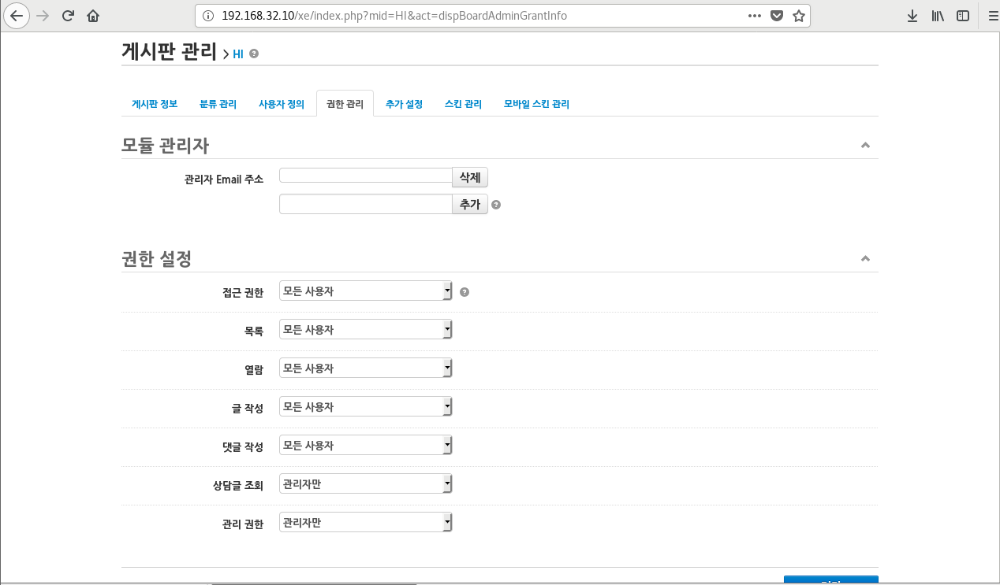 192.168.32.10/xe/index.php?mid=HI&act=dispBoardAdminGrantInfo
게시판 관리 > HI ?
게시판 정보 분류 관리 사용자 정의 권한 관리 추가 설정 스킨 관리 모바일 스킨 관리
모듈 관리자
관리자 Email 주소 삭제
추가 ?
권한 설정
접근 권한 모든 사용자 ?
목록 모든 사용자
열람 모든 사용자
글 작성 모든 사용자
댓글 작성 모든 사용자
상담글 조회 관리자만
관리 권한 관리자만